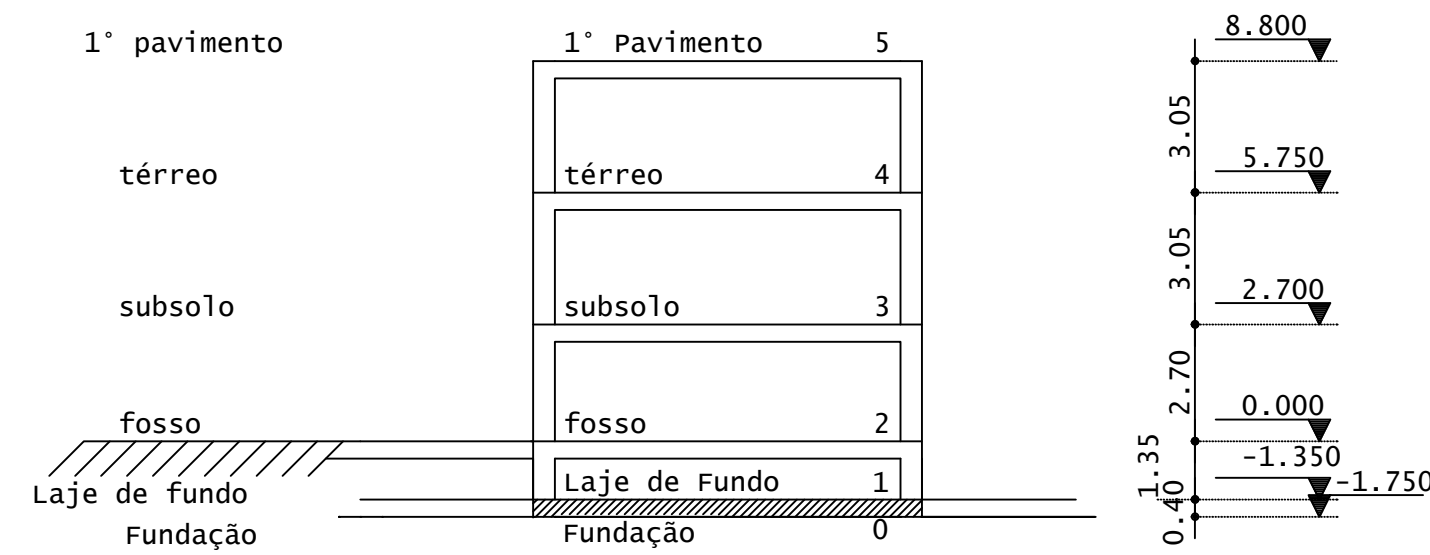 1° pavimento 1° Pavimento 5 8.800
3.05
térreo térreo 4 5.750
3.05
subsolo subsolo 3 2.700
2.70
fosso fosso 2 0.000
1.35 -1.350
Laje de fundo Laje de Fundo 1 -1.750
0.40
Fundação Fundação 0